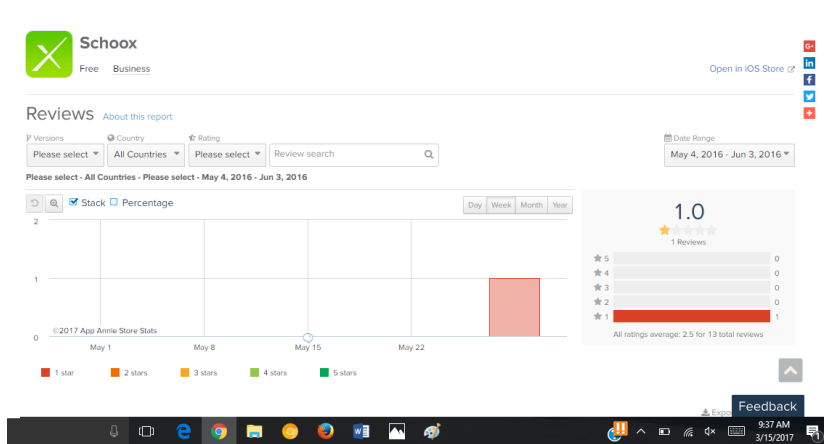 Schoox
Free Business
Open in iOS Store
Reviews About this report
Versions Country Rating
Date Range
Please select All Countries Please select Review search
May 4, 2016 - Jun 3, 2016
Please select - All Countries - Please select - May 4, 2016 - Jun 3, 2016
Stack Percentage
Day Week Month Year
2
1
0
©2017 App Annie Store Stats
May 1 May 8 May 15 May 22
1 star 2 stars 3 stars 4 stars 5 stars
1.0
1 Reviews
5 0
4 0
3 0
2 0
1 1
All ratings average: 2.5 for 13 total reviews
G+
in
f
Expo
Feedback
9:37 AM
3/15/2017